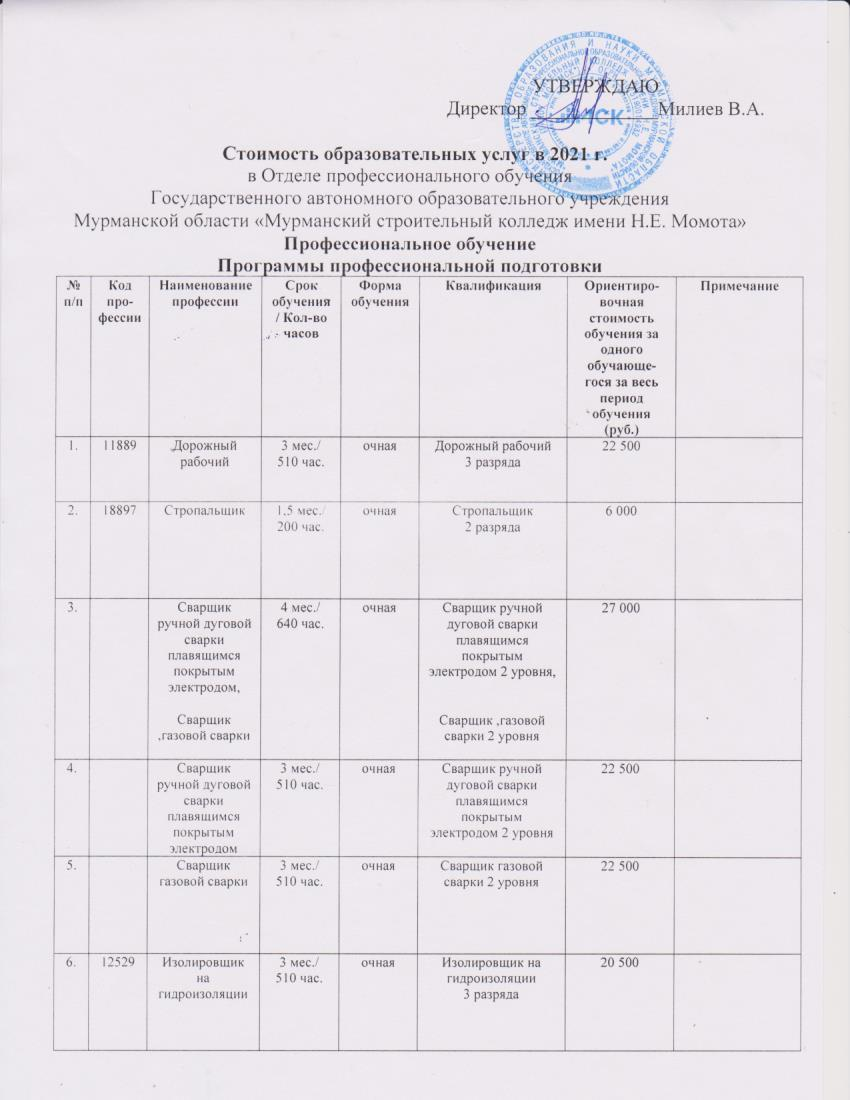 УТВЕРЖДАЮ
Директор ______________Милиев В.А.
МСК
Стоимость образовательных услуг в 2021 г.
в Отделе профессионального обучения
Государственного автономного образовательного учреждения
Мурманской области «Мурманский строительный колледж имени Н.Е. Момота»
Профессиональное обучение
Программы профессиональной подготовки
№ п/п
Код про-фессии
Наименование профессии
Срок обучения / Кол-во часов
Форма обучения
Квалификация
Ориентиро-вочная стоимость обучения за одного обучающе-гося за весь период обучения (руб.)
Примечание
1. 11889 Дорожный 3 мес./ очная Дорожный рабочий 22 500
рабочий 510 час. 3 разряда
2. 18897 Стропальщик 1,5 мес./ очная Стропальщик 6 000
200 час. 2 разряда
3. Сварщик 4 мес./ очная Сварщик ручной 27 000
ручной дуговой 640 час. дуговой сварки
сварки плавящимся
плавящимся покрытым
покрытым электродом 2 уровня,
электродом,
Сварщик Сварщик ,газовой
,газовой сварки сварки 2 уровня
4. Сварщик 3 мес./ очная Сварщик ручной 22 500
ручной дуговой 510 час. дуговой сварки
сварки плавящимся
плавящимся покрытым
покрытым электродом 2 уровня
электродом
5. Сварщик 3 мес./ очная Сварщик газовой 22 500
газовой сварки 510 час. сварки 2 уровня
6. 12529 Изолировщик 3 мес./ очная Изолировщик на 20 500
на 510 час. гидроизоляции
гидроизоляции 3 разряда